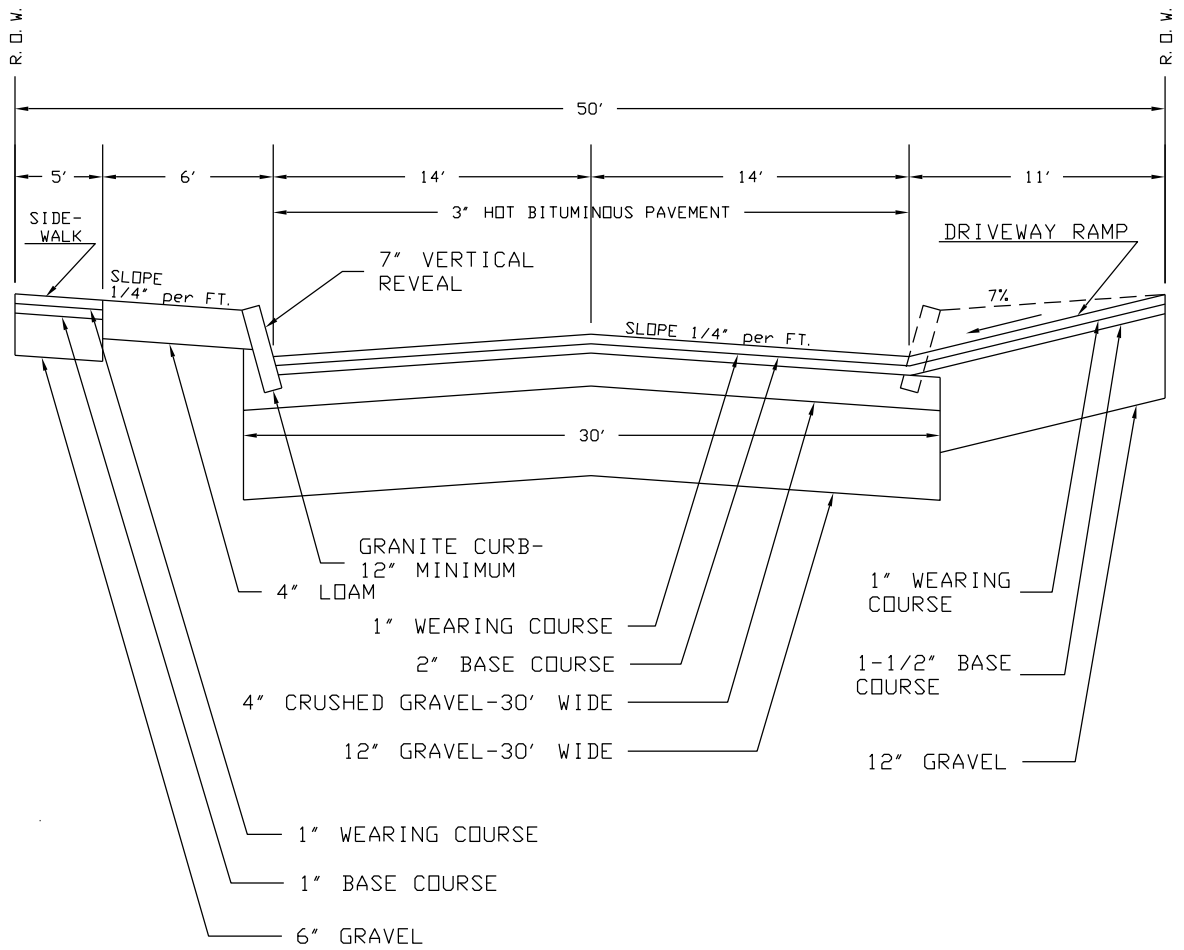 R.O.W.
R.O.W.
50'
5'
6'
14'
14'
11'
3" HOT BITUMINOUS PAVEMENT
SIDE-
WALK
DRIVEWAY RAMP
7" VERTICAL
REVEAL
SLOPE
1/4" per FT.
7%
SLOPE 1/4" per FT.
30'
GRANITE CURB-
12" MINIMUM
4" LOAM
1" WEARING
COURSE
1" WEARING COURSE
2" BASE COURSE
1-1/2" BASE
COURSE
4" CRUSHED GRAVEL-30' WIDE
12" GRAVEL-30' WIDE
12" GRAVEL
1" WEARING COURSE
1" BASE COURSE
6" GRAVEL